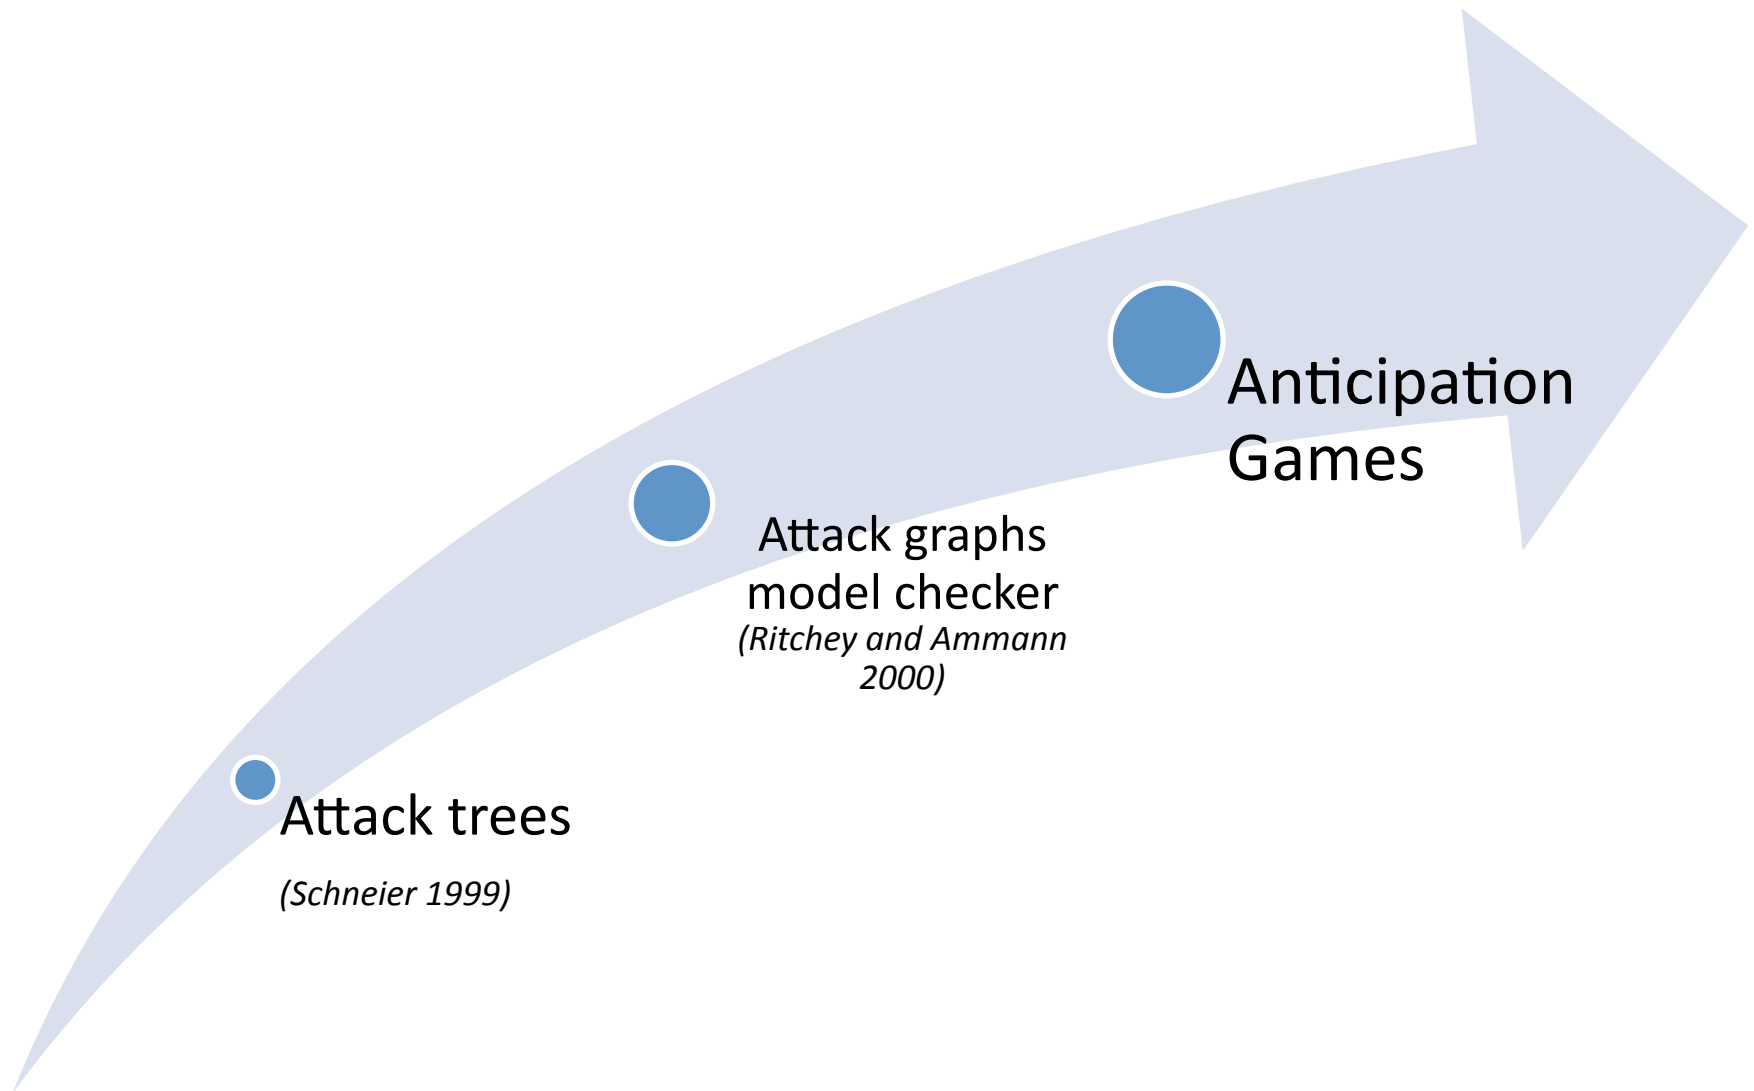 Anticipation
Games
Attack graphs
model checker
(Ritchey and Ammann
2000)
Attack trees
(Schneier 1999)